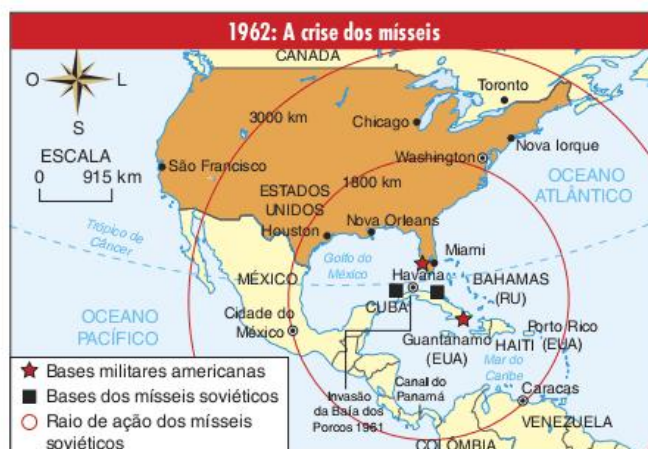 1962: A crise dos mísseis
CANADA
O
L
S
Toronto
3000 km
Chicago
Nova Iorque
Washington
ESCALA
0 915 km
São Francisco
OCEANO
ATLÂNTICO
ESTADOS
UNIDOS
1800 km
Nova Orleans
Houston
Trópico de
Câncer
Golfo do
México
Miami
MÉXICO
Havana
BAHAMAS
(RU)
CUBA
OCEANO
PACÍFICO
Cidade do
México
Guantánamo
(EUA)
HAITI
Porto Rico
(EUA)
Mar do
Caribe
Bases militares americanas
Bases dos mísseis soviéticos
Raio de ação dos mísseis
soviéticos
Invasão
da Baía dos
Porcos 1961
Canal do
Panamá
Caracas
VENEZUELA
COLÔMBIA